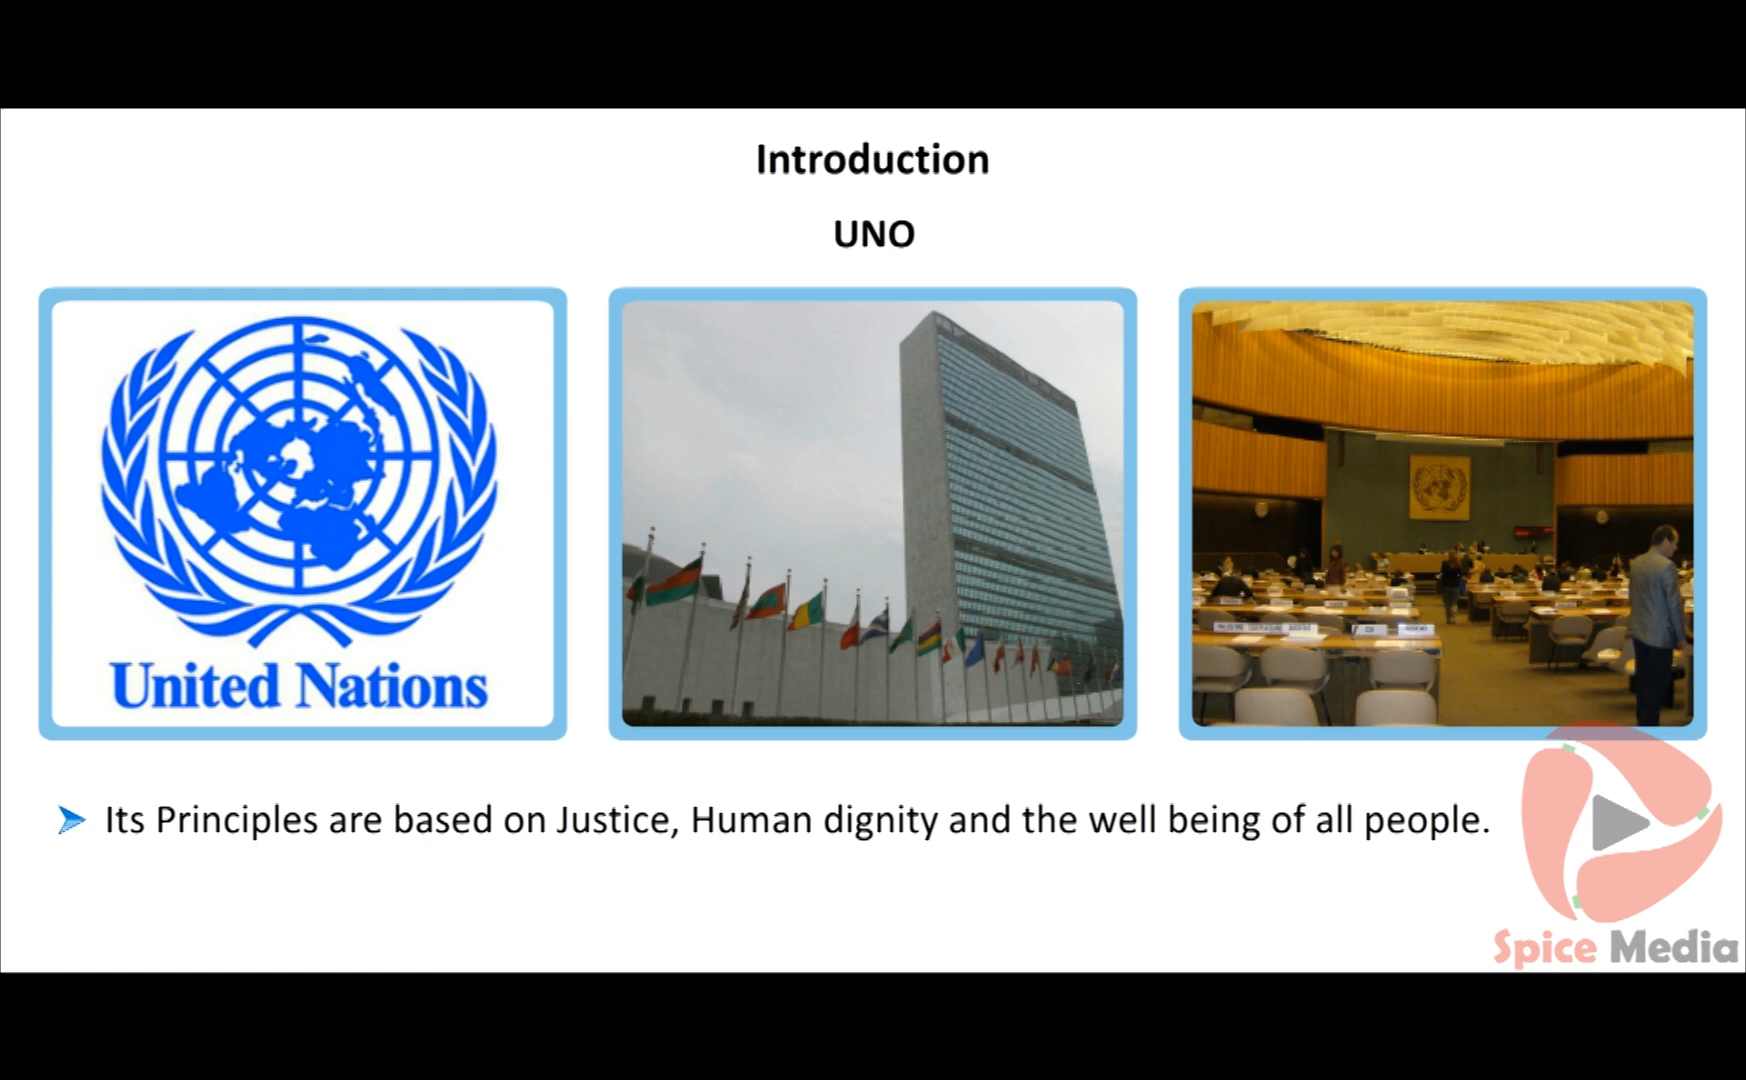 Introduction
UNO
United Nations
Its Principles are based on Justice, Human dignity and the well being of all people.
Spice Media